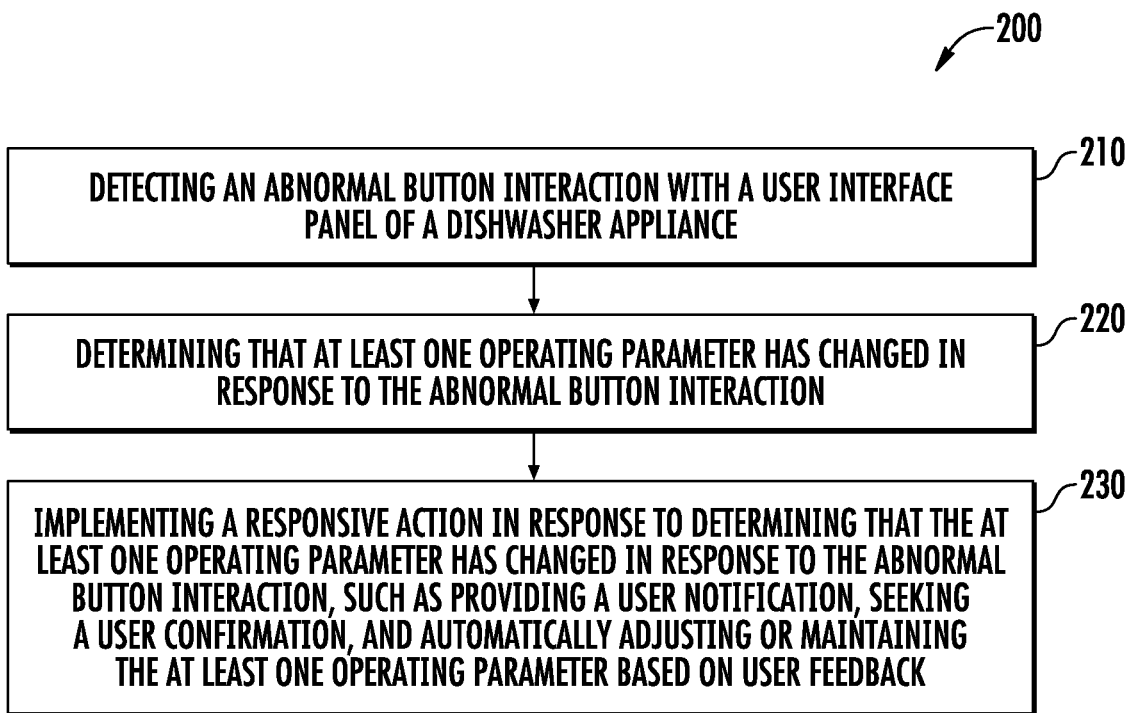 200
210
DETECTING AN ABNORMAL BUTTON INTERACTION WITH A USER INTERFACE
PANEL OF A DISHWASHER APPLIANCE
220
DETERMINING THAT AT LEAST ONE OPERATING PARAMETER HAS CHANGED IN
RESPONSE TO THE ABNORMAL BUTTON INTERACTION
230
IMPLEMENTING A RESPONSIVE ACTION IN RESPONSE TO DETERMINING THAT THE AT
LEAST ONE OPERATING PARAMETER HAS CHANGED IN RESPONSE TO THE ABNORMAL
BUTTON INTERACTION, SUCH AS PROVIDING A USER NOTIFICATION, SEEKING
A USER CONFIRMATION, AND AUTOMATICALLY ADJUSTING OR MAINTAINING
THE AT LEAST ONE OPERATING PARAMETER BASED ON USER FEEDBACK